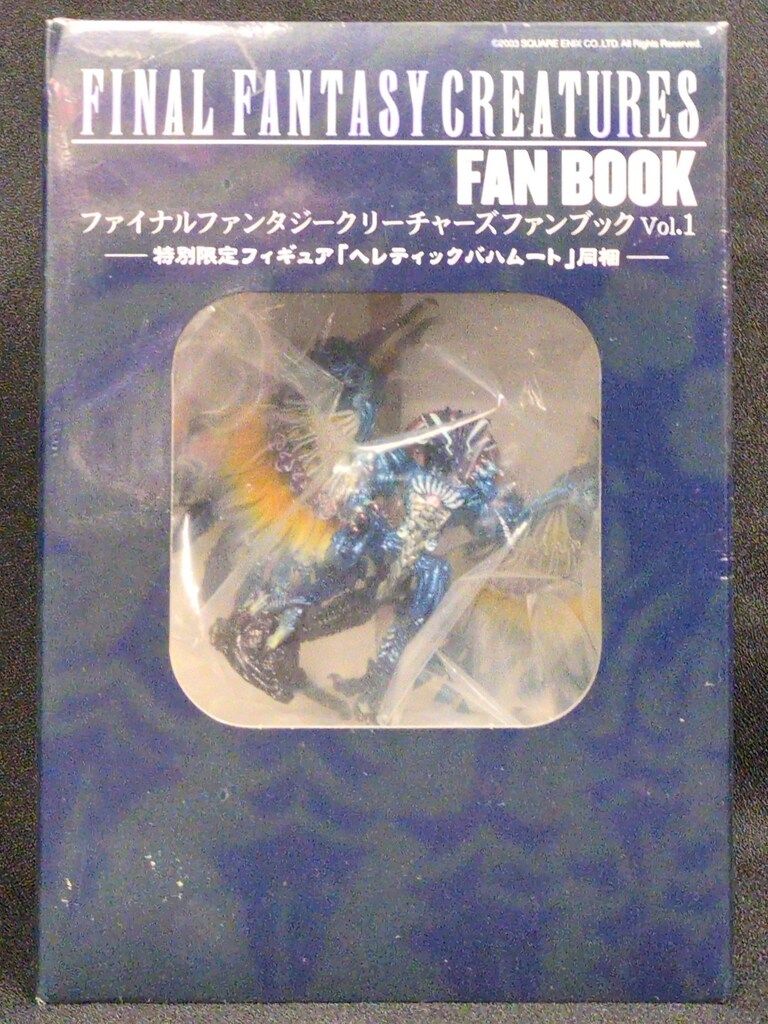 ©2003 SQUARE ENIX CO.,LTD. All Rights Reserved.
FINAL FANTASY CREATURES
FAN BOOK
ファイナルファンタジークリーチャーズファンブック Vol.1
特別限定フィギュア「ヘレティックバハムート」同梱